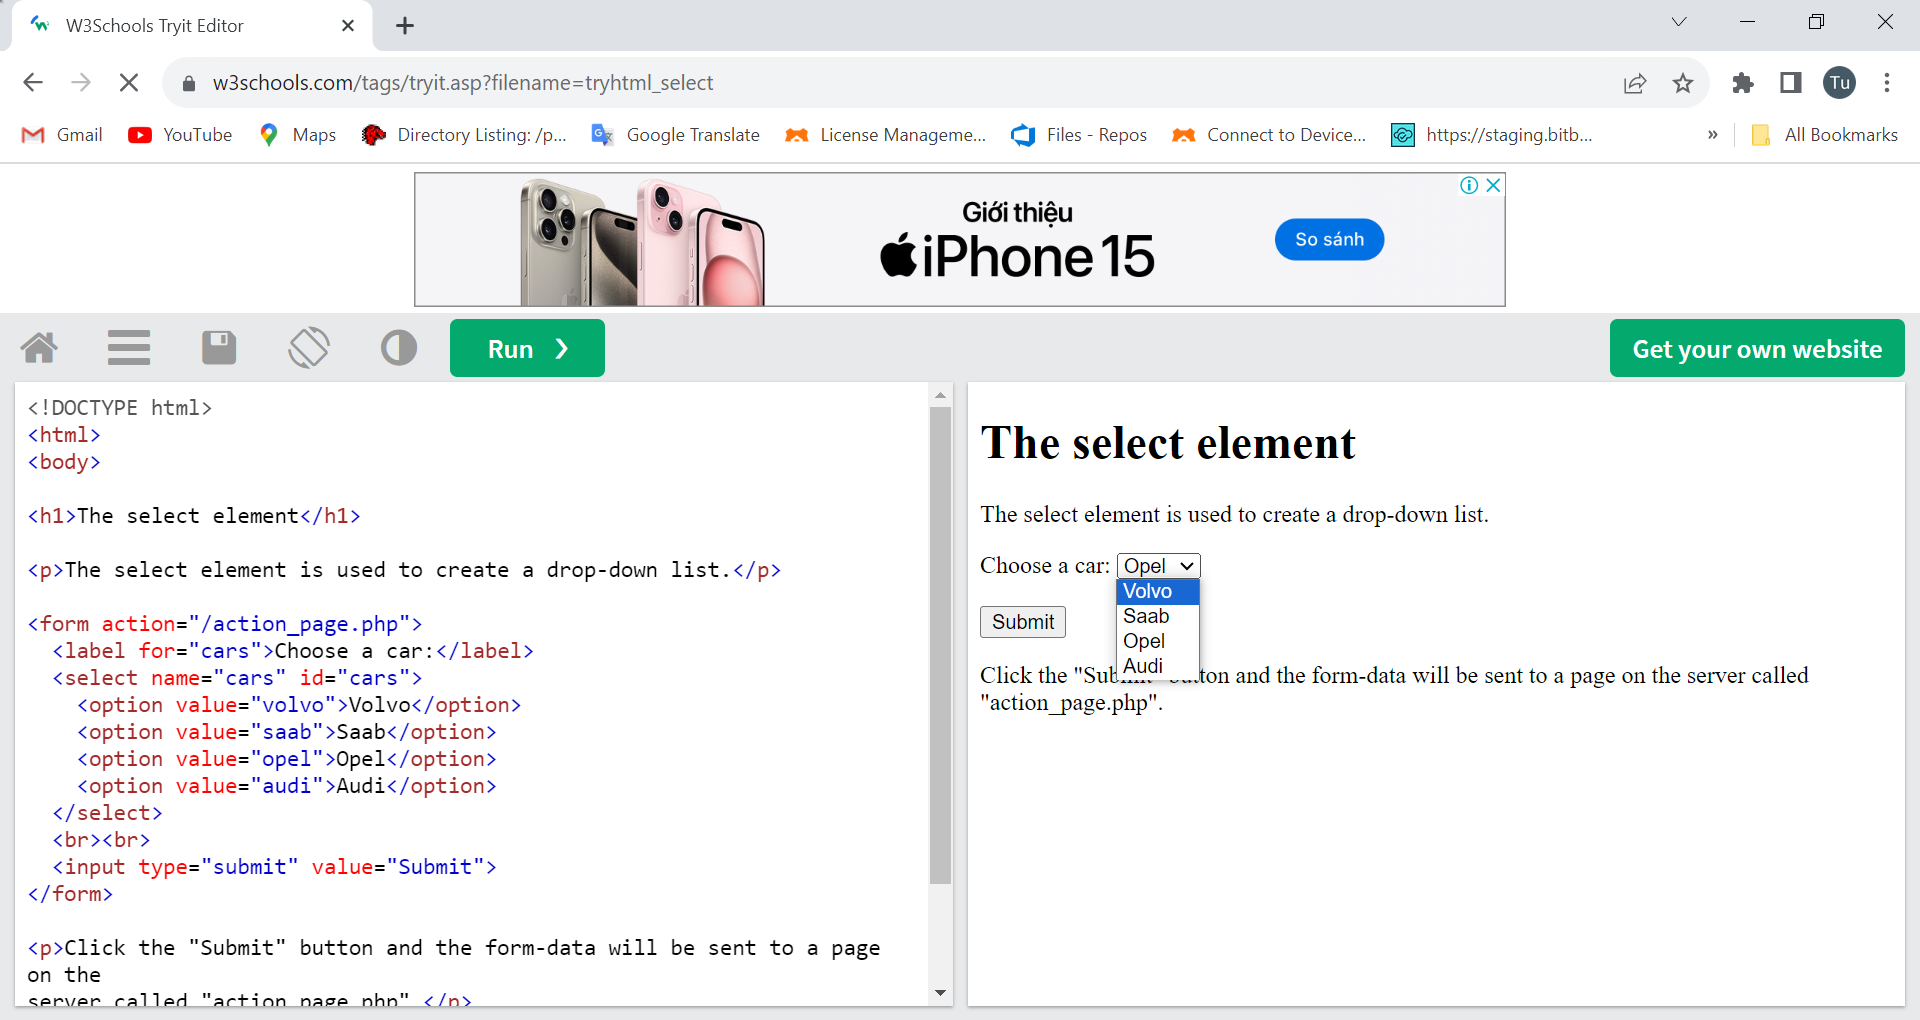 W3Schools Tryit Editor
w3schools.com/tags/tryit.asp?filename=tryhtml_select
Tu
Gmail YouTube Maps Directory Listing: /p... Google Translate License Manageme... Files - Repos Connect to Device... https://staging.bitb... » All Bookmarks
Giới thiệu
iPhone 15
So sánh
Run ❯
Get your own website
<!DOCTYPE html>
<html>
<body>
<h1>The select element</h1>
<p>The select element is used to create a drop-down list.</p>
<form action="/action_page.php">
<label for="cars">Choose a car:</label>
<select name="cars" id="cars">
<option value="volvo">Volvo</option>
<option value="saab">Saab</option>
<option value="opel">Opel</option>
<option value="audi">Audi</option>
</select>
<br><br>
<input type="submit" value="Submit">
</form>
<p>Click the "Submit" button and the form-data will be sent to a page
on the
server called "action_page.php".</p>
The select element
The select element is used to create a drop-down list.
Choose a car: Opel
Volvo
Saab
Opel
Audi
Submit
Click the "Submit" button and the form-data will be sent to a page on the server called
"action_page.php".